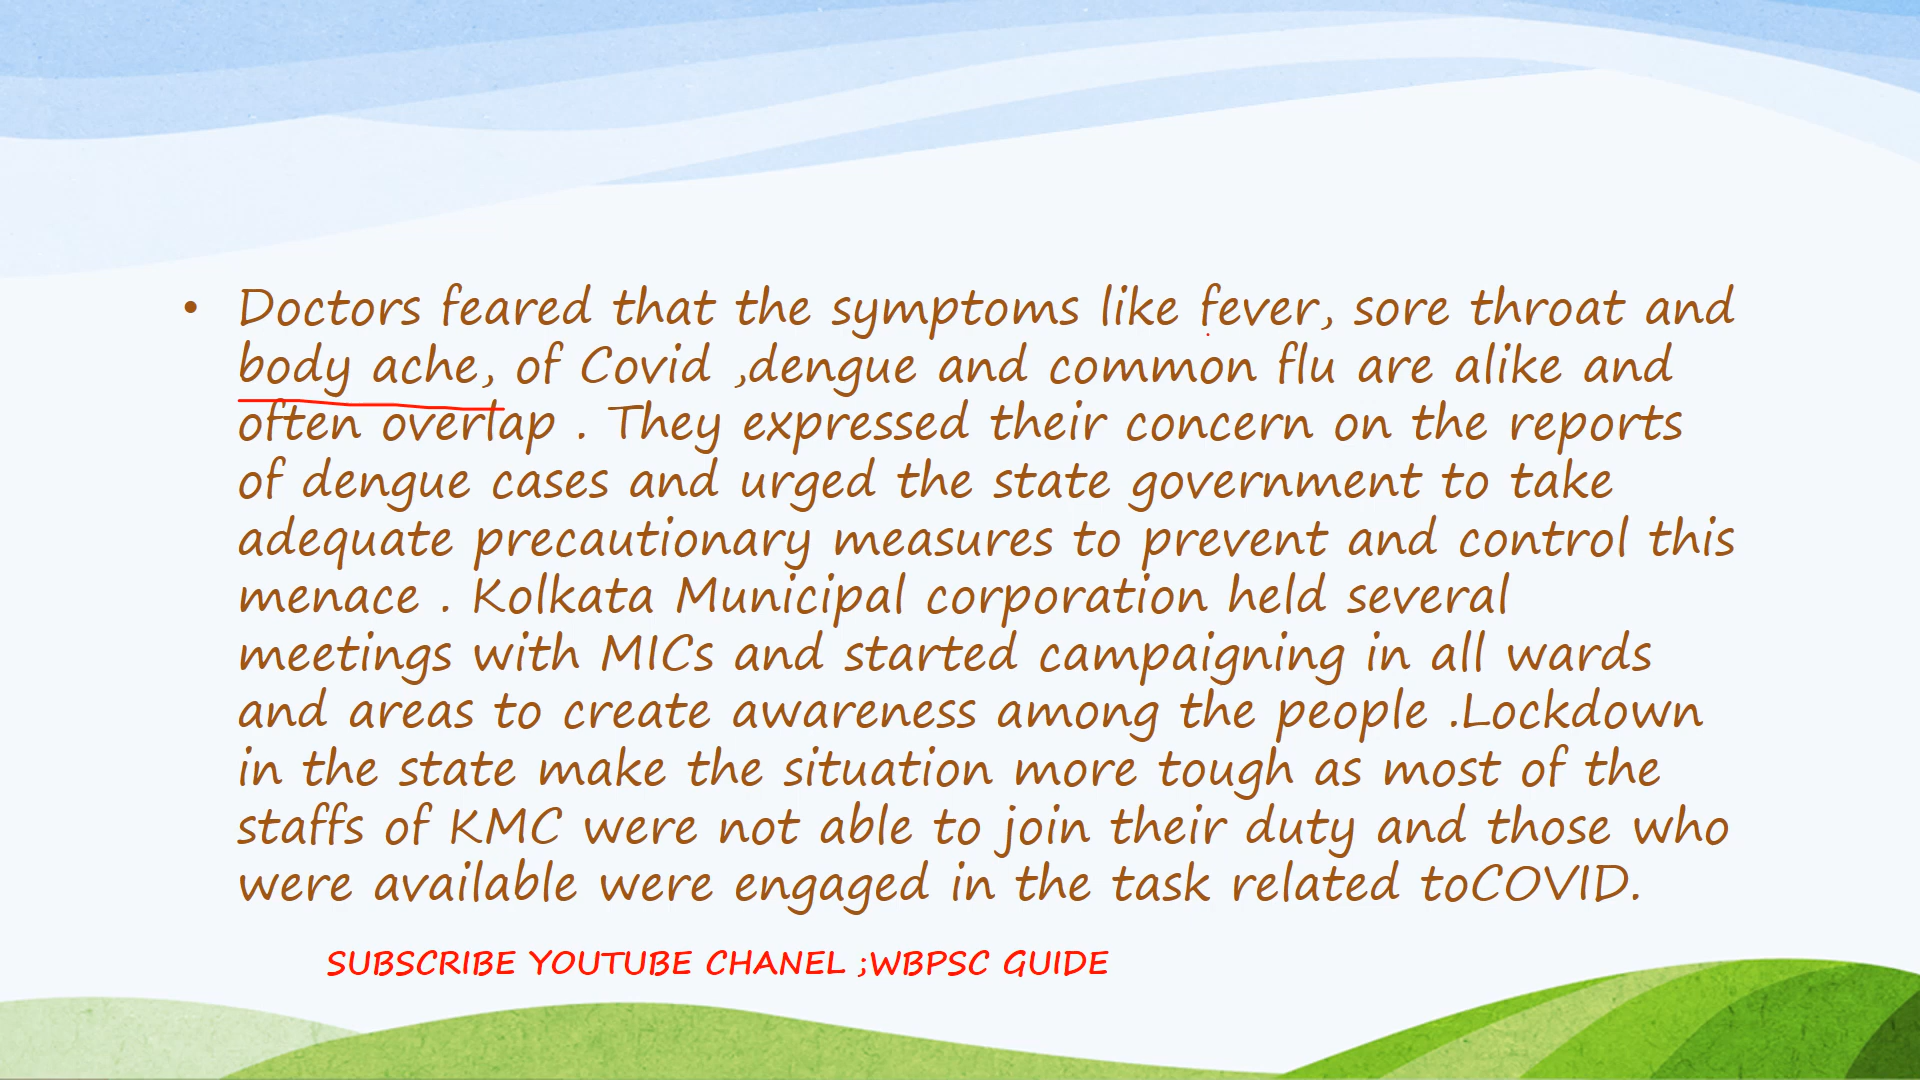 • Doctors feared that the symptoms like fever, sore throat and
body ache, of Covid ,dengue and common flu are alike and
often overlap . They expressed their concern on the reports
of dengue cases and urged the state government to take
adequate precautionary measures to prevent and control this
menace . Kolkata Municipal corporation held several
meetings with MICs and started campaigning in all wards
and areas to create awareness among the people .Lockdown
in the state make the situation more tough as most of the
staffs of KMC were not able to join their duty and those who
were available were engaged in the task related toCOVID.
SUBSCRIBE YOUTUBE CHANEL ;WBPSC GUIDE